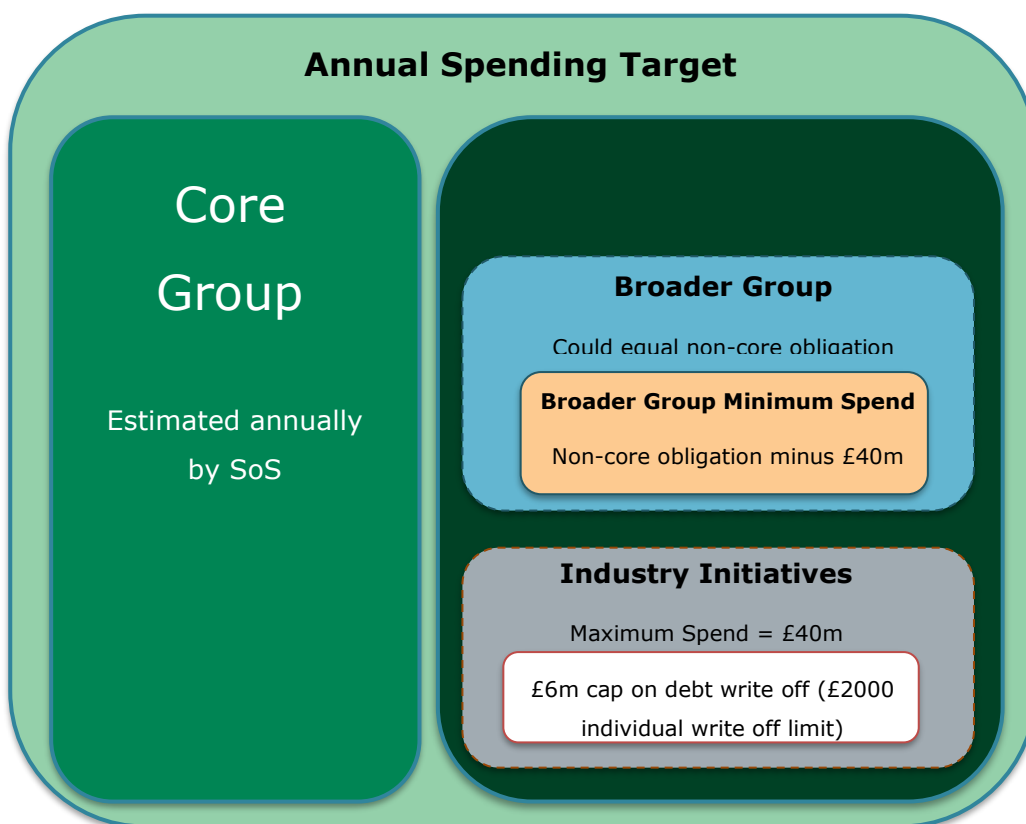 Annual Spending Target
Core
Group
Estimated annually
by SoS
Broader Group
Could equal non-core obligation
Broader Group Minimum Spend
Non-core obligation minus £40m
Industry Initiatives
Maximum Spend = £40m
£6m cap on debt write off (£2000
individual write off limit)